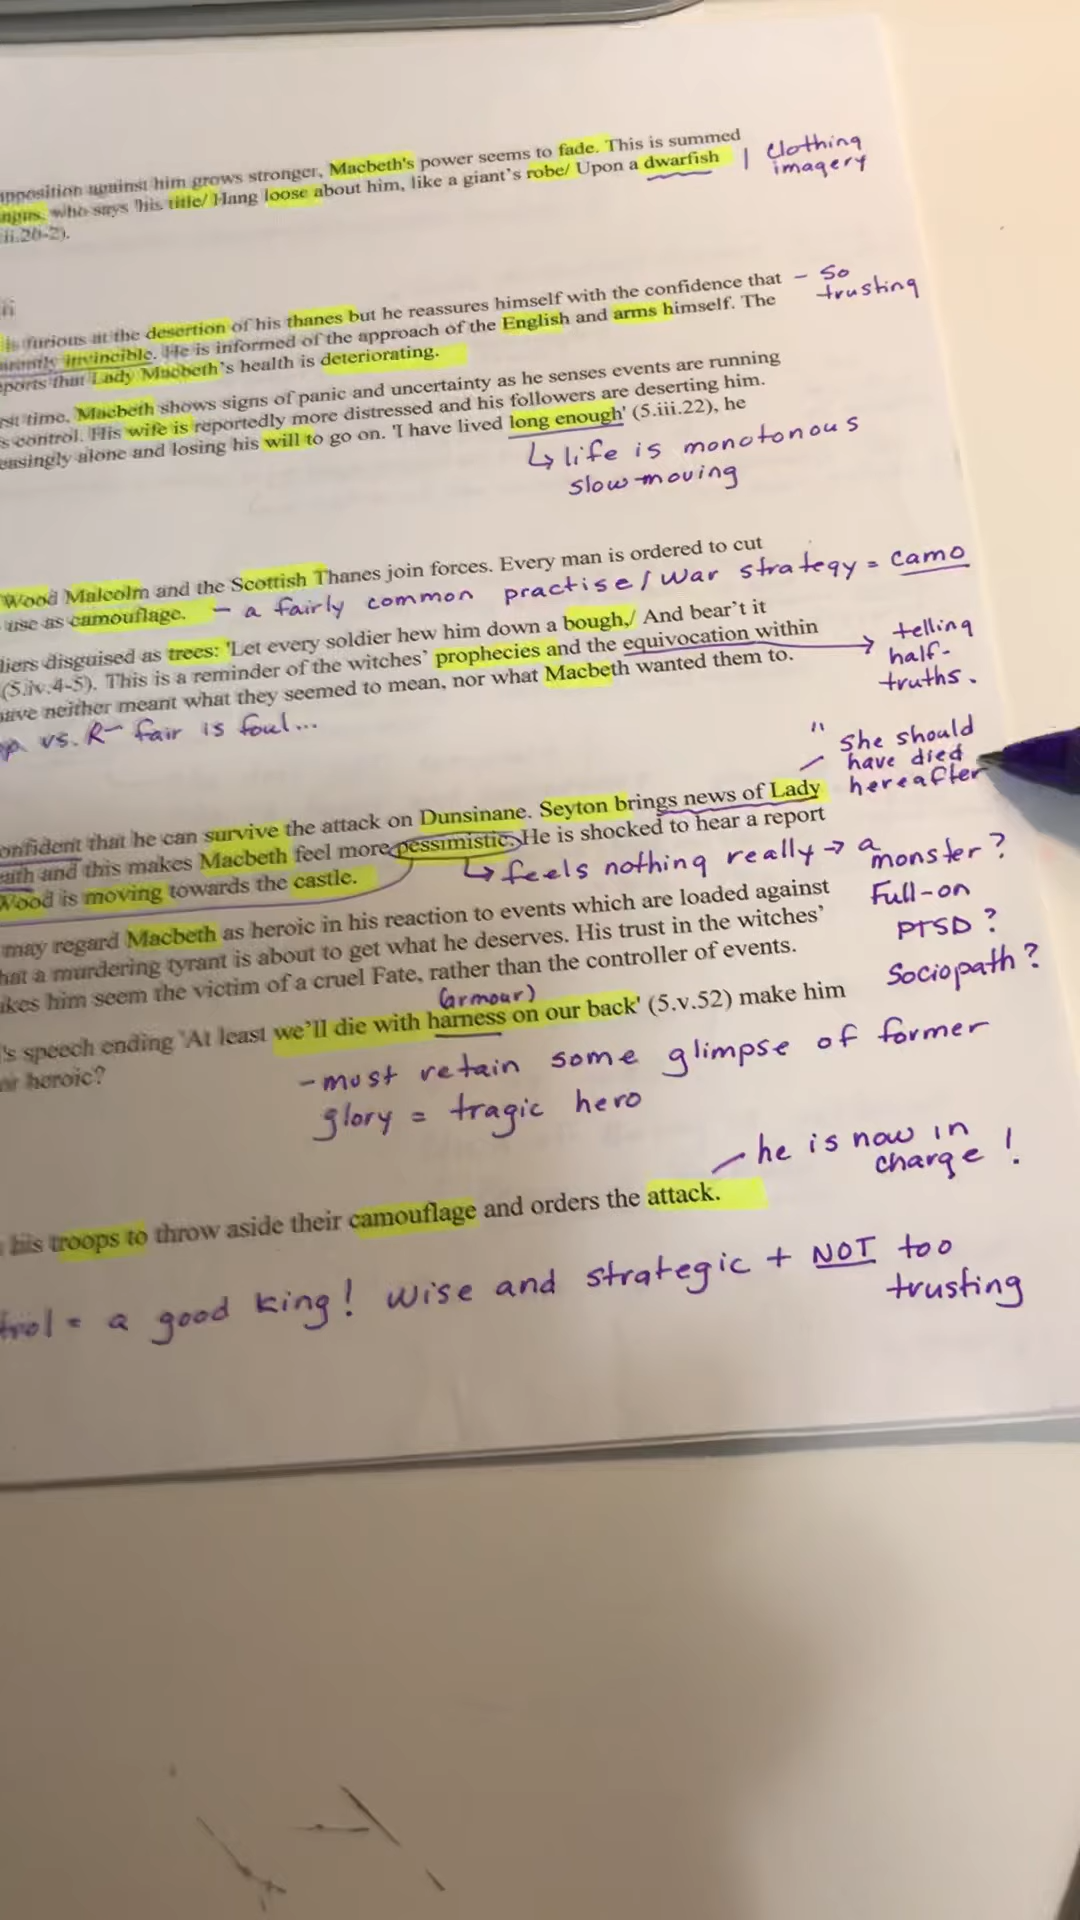 opposition against him grows stronger, Macbeth's power seems to fade. This is summed
who says 'his title/ Hang loose about him, like a giant's robe/ Upon a dwarfish
ii.20-2).
clothing
imagery
is furious at the desertion of his thanes but he reassures himself with the confidence that
invincible. He is informed of the approach of the English and arms himself. The
reports that Lady Macbeth's health is deteriorating.
- so
trusting
time, Macbeth shows signs of panic and uncertainty as he senses events are running
s control. His wife is reportedly more distressed and his followers are deserting him.
easingly alone and losing his will to go on. 'I have lived long enough' (5.iii.22), he
↳ life is monotonous
slow-moving
Wood Malcolm and the Scottish Thanes join forces. Every man is ordered to cut
use as camouflage. - a fairly common practise / war strategy = camo
liers disguised as trees: 'Let every soldier hew him down a bough,/ And bear't it
(5.iv.4-5). This is a reminder of the witches' prophecies and the equivocation within
have neither meant what they seemed to mean, nor what Macbeth wanted them to.
→ telling
half-
truths.
vs. R- fair is foul...
" she should
have died
hereafter
onfident that he can survive the attack on Dunsinane. Seyton brings news of Lady
eath and this makes Macbeth feel more pessimistic. He is shocked to hear a report
Wood is moving towards the castle.
↳ feels nothing really → a
monster?
Full-on
PTSD?
Sociopath?
may regard Macbeth as heroic in his reaction to events which are loaded against
hat a murdering tyrant is about to get what he deserves. His trust in the witches'
akes him seem the victim of a cruel Fate, rather than the controller of events.
(armour)
's speech ending 'At least we'll die with harness on our back' (5.v.52) make him
or heroic?
- must retain some glimpse of former
glory = tragic hero
he is now in
charge!
his troops to throw aside their camouflage and orders the attack.
trol = a good king! wise and strategic + NOT too
trusting